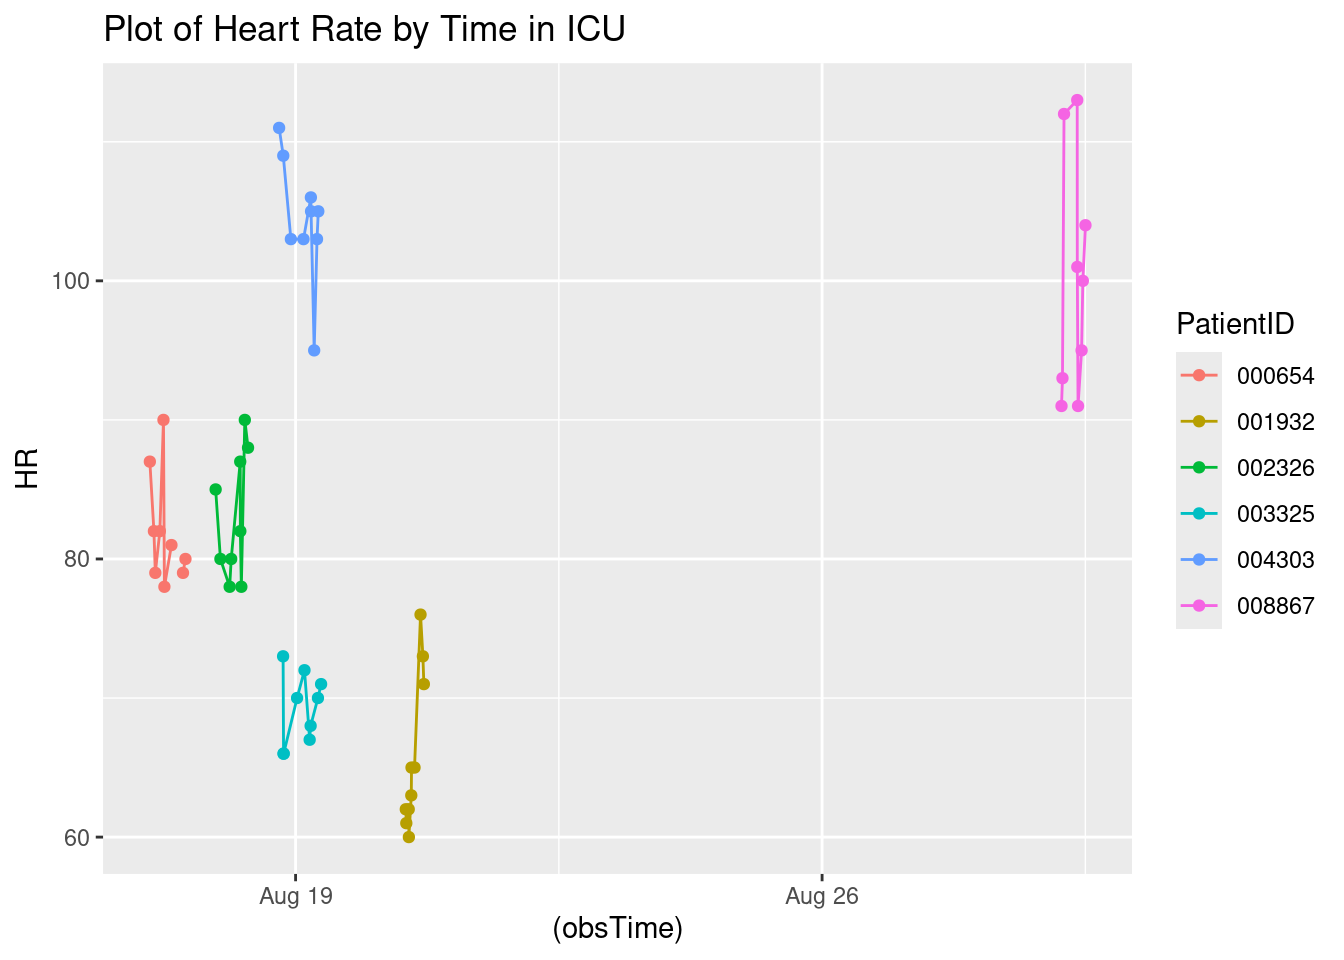 Plot of Heart Rate by Time in ICU
HR
100
80
60
Aug 19
Aug 26
(obsTime)
PatientID
000654
001932
002326
003325
004303
008867